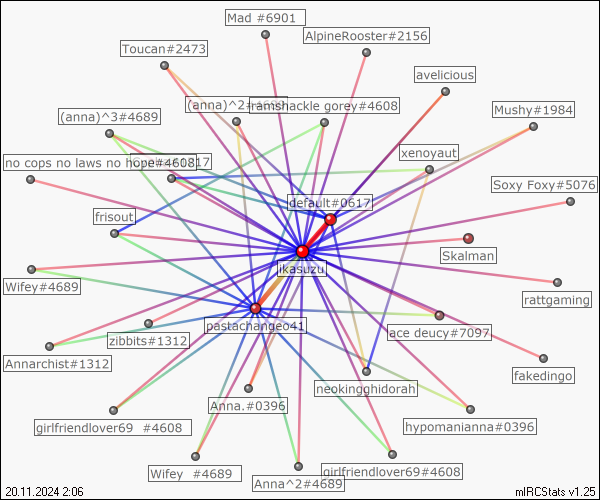 Mad #6901
AlpineRooster#2156
Toucan#2473
avelicious
(anna)^2
ramshackle gorey#4608
Mushy#1984
(anna)^3#4689
xenoyaut
no cops no laws no hope#4608
Soxy Foxy#5076
default#0617
frisout
Skalman
ikasuzu
Wifey#4689
rattgaming
pastachangeo41
ace deucy#7097
zibbits#1312
Annarchist#1312
fakedingo
neokingghidorah
Anna.#0396
girlfriendlover69 #4608
hypomanianna#0396
Wifey #4689
girlfriendlover69#4608
Anna^2#4689
20.11.2024 2:06
mIRCStats v1.25